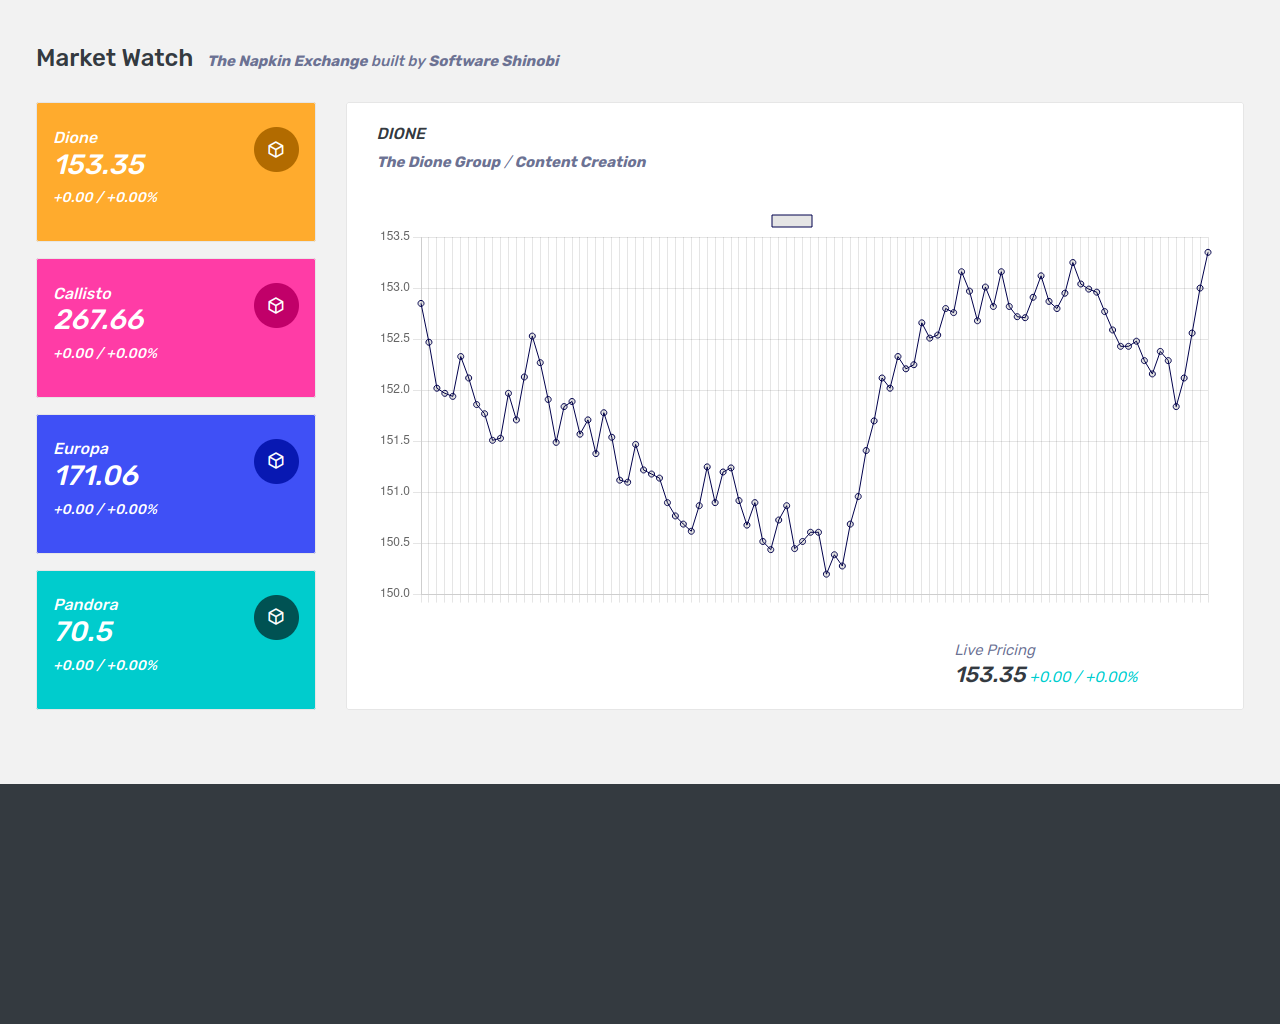 Market Watch The Napkin Exchange built by Software Shinobi
Dione
153.35
+0.00 / +0.00%
Callisto
267.66
+0.00 / +0.00%
Europa
171.06
+0.00 / +0.00%
Pandora
70.5
+0.00 / +0.00%
DIONE
The Dione Group / Content Creation
153.5
153.0
152.5
152.0
151.5
151.0
150.5
150.0
Live Pricing
153.35 +0.00 / +0.00%